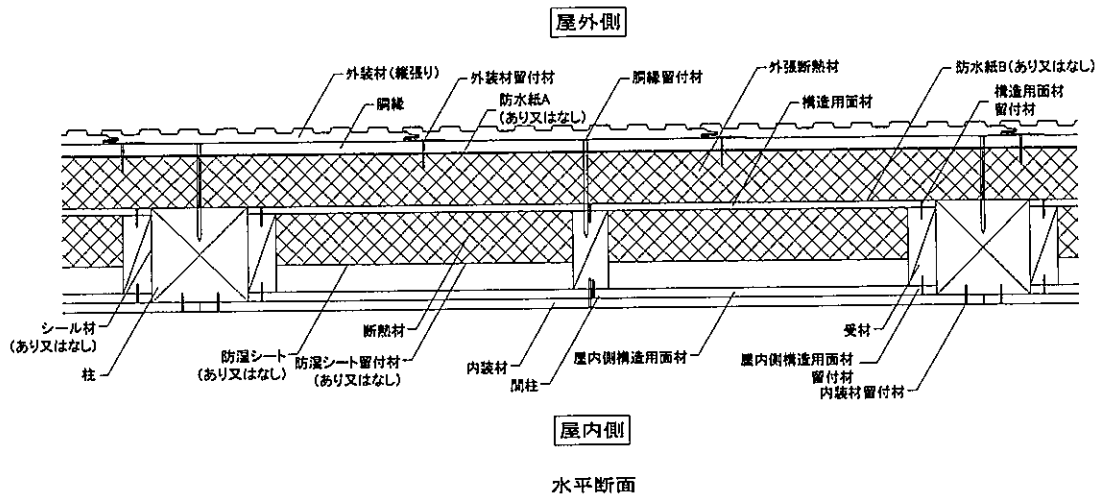 屋外側
外装材(縦張り)
外装材留付材
胴縁留付材
外張断熱材
防水紙B(あり又はなし)
胴縁
防水紙A
(あり又はなし)
構造用面材
構造用面材
留付材
シール材
(あり又はなし)
柱
防湿シート
(あり又はなし)
断熱材
防湿シート留付材
(あり又はなし)
内装材
間柱
屋内側構造用面材
受材
屋内側構造用面材
留付材
内装材留付材
屋内側
水平断面